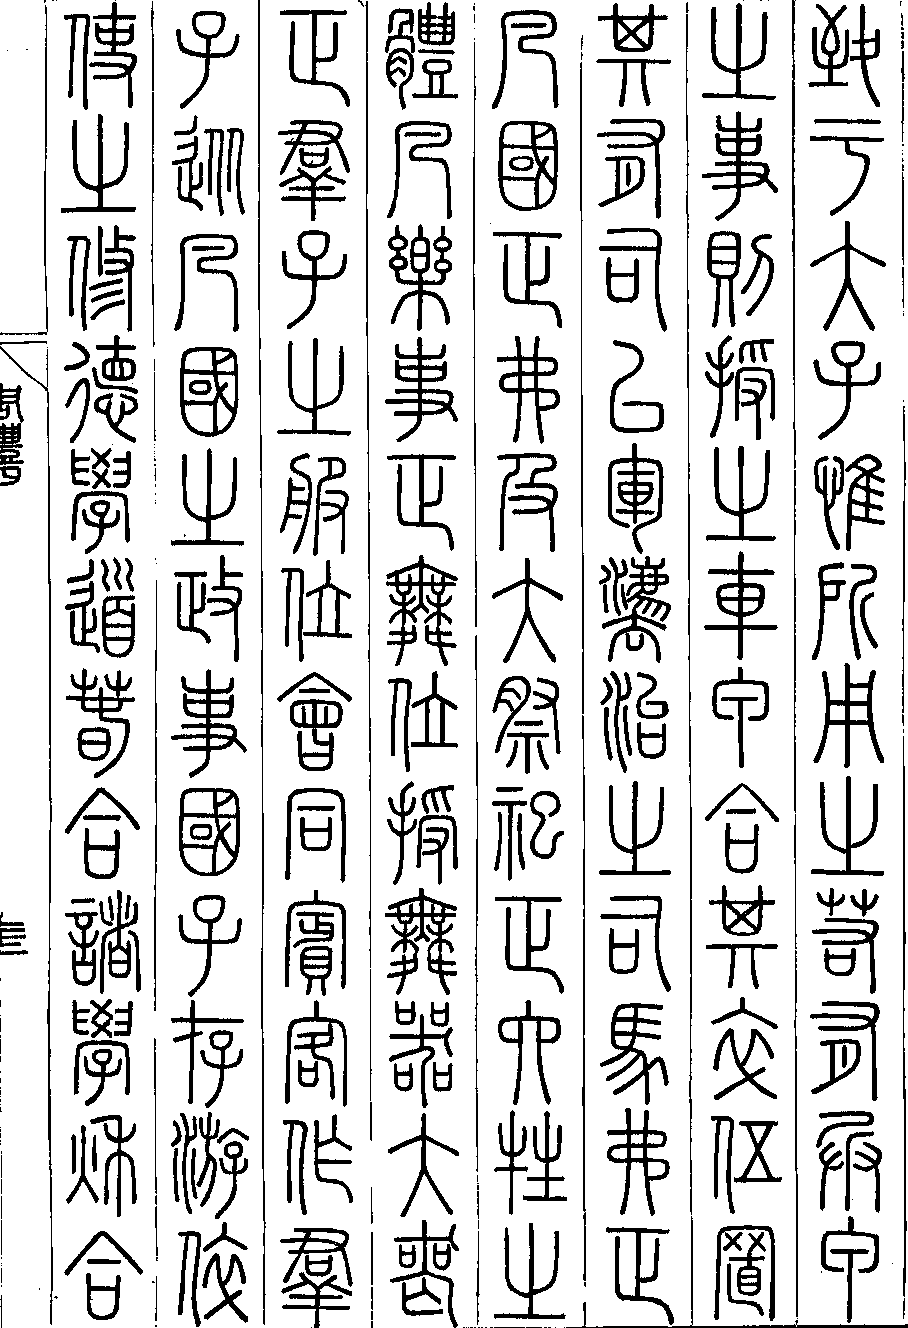 致于大子惟所用之若有兵甲
之事則授之車甲合其卒伍置
其有司以軍灋治之司馬弗正
凡國正弗及大祭祀正六牲之
體凡樂事正舞位授舞器大喪
正羣子之服位會同賓客作羣
子從凡國之政事國子存游倅
使之修德學道春合諸學秋合